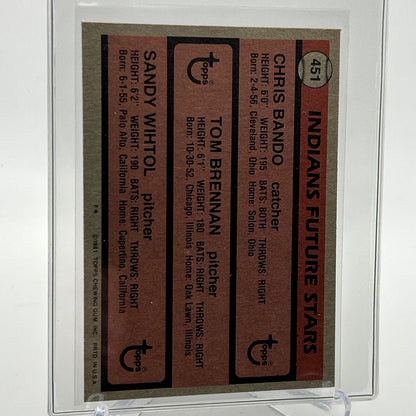 451
INDIANS FUTURE STARS
CHRIS BANDO catcher
HEIGHT: 6'0" WEIGHT: 195 BATS: BOTH THROWS: RIGHT
Born: 2-4-56, Cleveland, Ohio Home: Solon, Ohio
Topps
TOM BRENNAN pitcher
HEIGHT: 6'1" WEIGHT: 180 BATS: RIGHT THROWS: RIGHT
Born: 10-30-52, Chicago, Illinois Home: Oak Lawn, Illinois
Topps
SANDY WIHTOL pitcher
HEIGHT: 6'2" WEIGHT: 190 BATS: RIGHT THROWS: RIGHT
Born: 6-1-55, Palo Alto, California Home: Cupertino, California
Topps
©1981 TOPPS CHEWING GUM, INC. PRTD. IN U.S.A.